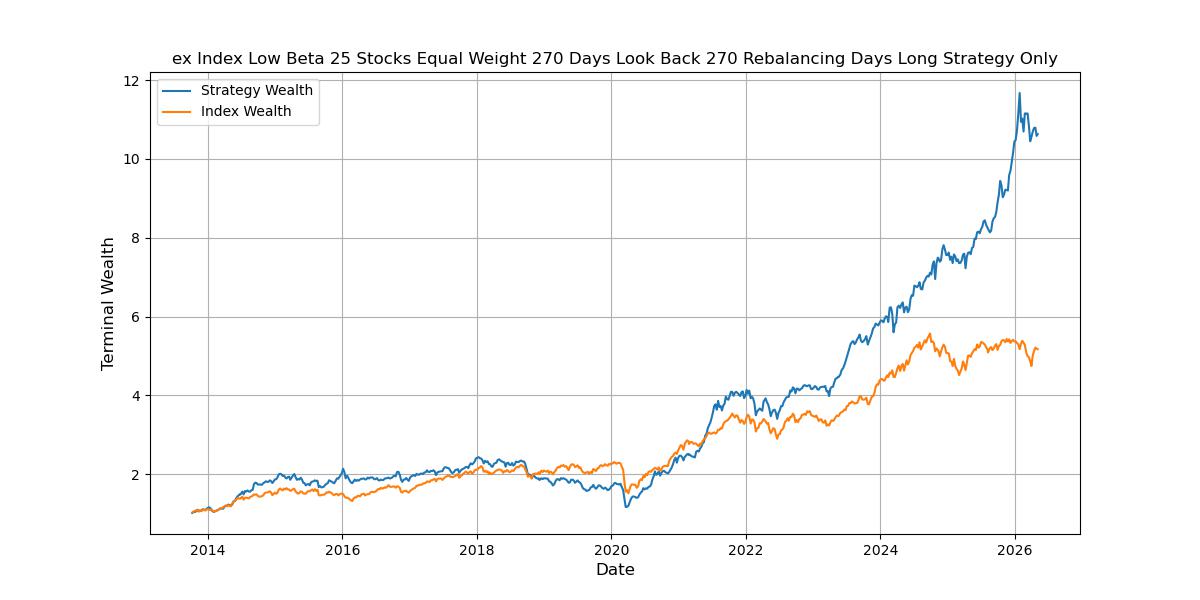 ex Index Low Beta 25 Stocks Equal Weight 270 Days Look Back 270 Rebalancing Days Long Strategy Only
Strategy Wealth
Index Wealth
Terminal Wealth
12
10
8
6
4
2
2014 2016 2018 2020 2022 2024 2026
Date